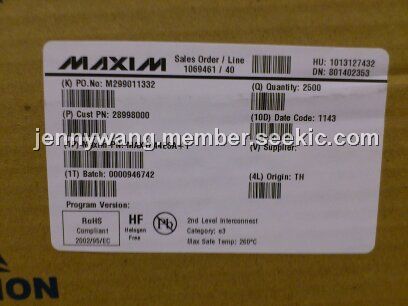 MAXIM
Sales Order / Line
1069461 / 40
HU: 1013127432
DN: 801402353
(K) PO.No: M299011332
(Q) Quantity: 2500
(P) Cust PN: 28998000
(10D) Date Code: 1143
jennywang.member.seekic.com
(V) Supplier:
(1T) Batch: 0000946742
(4L) Origin: TH
Program Version:
RoHS
Compliant
2002/95/EC
HF
Halogen
Free
Pb
2nd Level Interconnect
Category: e3
Max Safe Temp: 260°C
ION